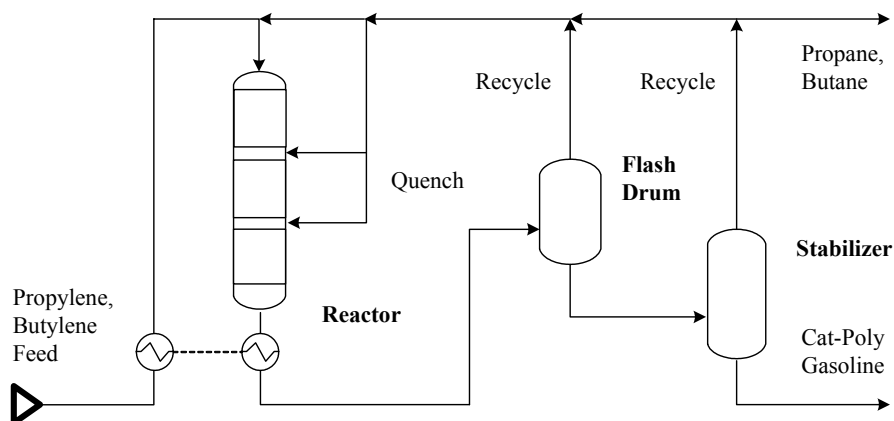 Propane,
Butane
Recycle
Recycle
Flash
Drum
Quench
Stabilizer
Propylene,
Butylene
Feed
Reactor
Cat-Poly
Gasoline